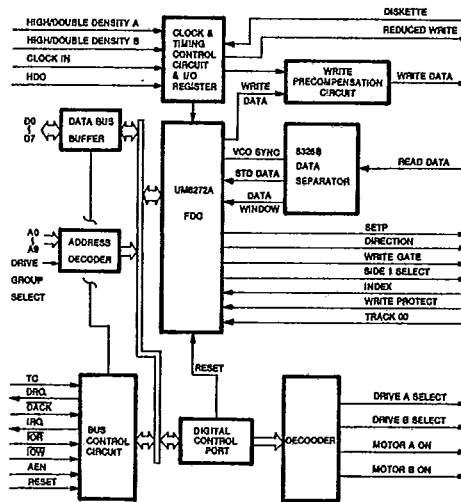 HIGH/DOUBLE DENSITY A
HIGH/DOUBLE DENSITY B
CLOCK IN
HDO
CLOCK &
TIMING
CONTROL
CIRCUIT
& I/O
REGISTER
DISKETTE
REDUCED WRITE
WRITE
PRECOMPENSATION
CIRCUIT
WRITE DATA
WRITE
DATA
D0
D7
DATA BUS
BUFFER
UM8272A
FDC
VCO SYNC
STD DATA
DATA
WINDOW
DATA
SEPARATOR
READ DATA
A0
A9
DRIVE
GROUP
SELECT
ADDRESS
DECODER
SETP
DIRECTION
WRITE GATE
SIDE 1 SELECT
INDEX
WRITE PROTECT
TRACK 00
RESET
TC
DRQ
DACK
IRQ
IOR
IOW
AEN
RESET
BUS
CONTROL
CIRCUIT
DIGITAL
CONTROL
PORT
DECODER
DRIVE A SELECT
DRIVE B SELECT
MOTOR A ON
MOTOR B ON